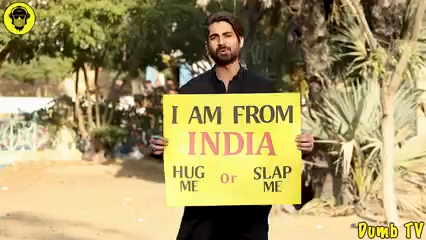 I AM FROM
INDIA
HUG or SLAP
ME ME
Dumb TV